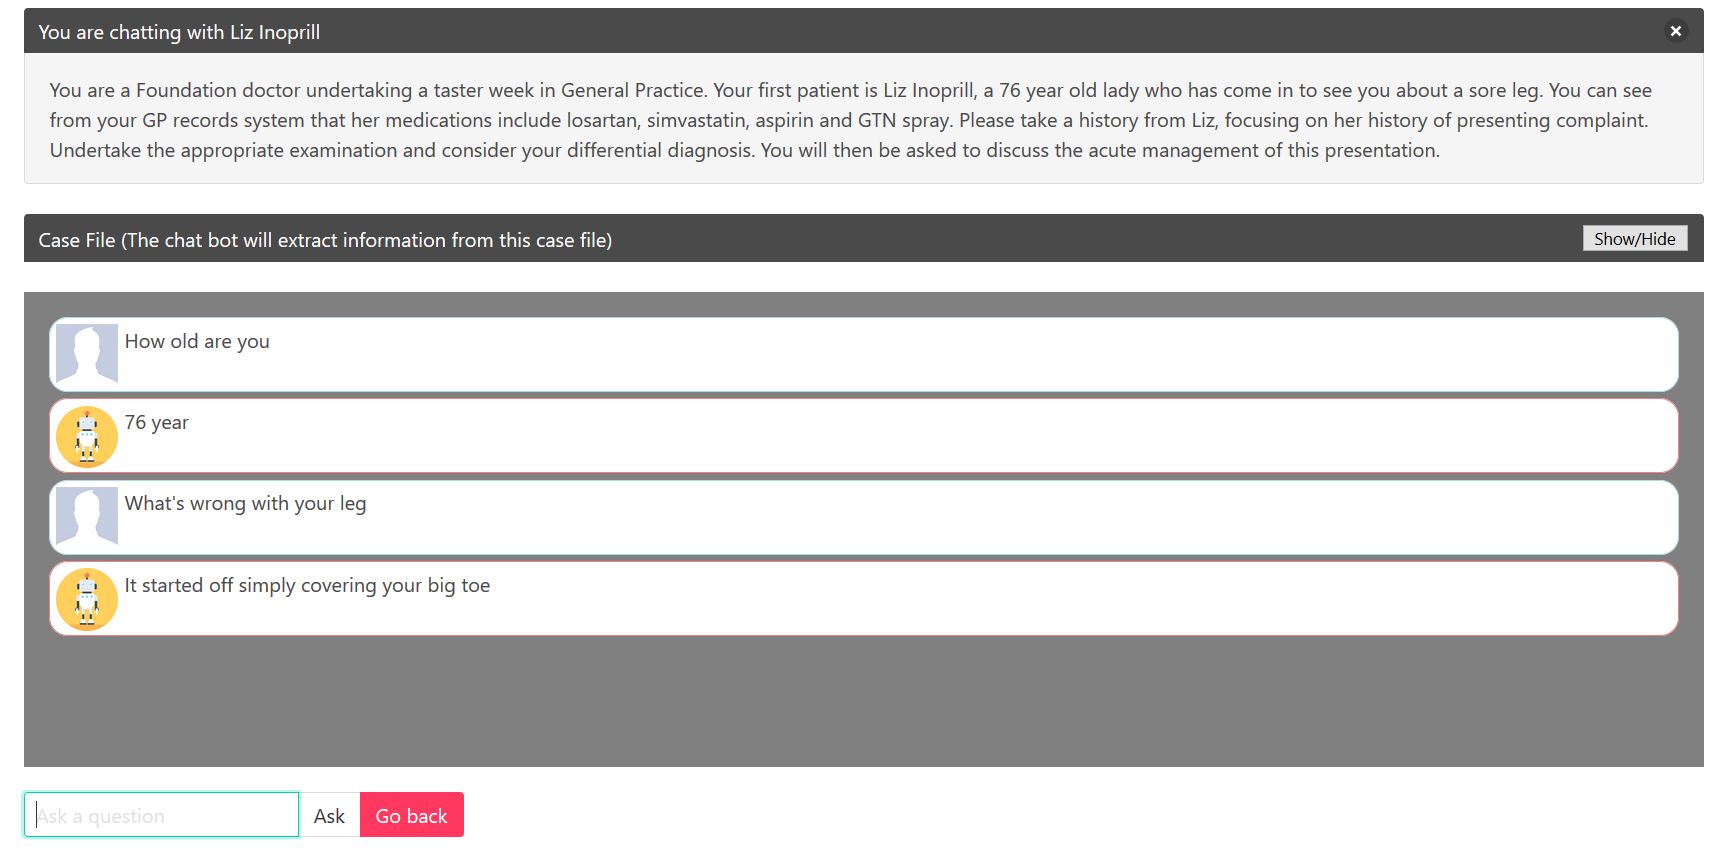 You are chatting with Liz Inoprill
You are a Foundation doctor undertaking a taster week in General Practice. Your first patient is Liz Inoprill, a 76 year old lady who has come in to see you about a sore leg. You can see
from your GP records system that her medications include losartan, simvastatin, aspirin and GTN spray. Please take a history from Liz, focusing on her history of presenting complaint.
Undertake the appropriate examination and consider your differential diagnosis. You will then be asked to discuss the acute management of this presentation.
Case File (The chat bot will extract information from this case file)
Show/Hide
How old are you
76 year
What's wrong with your leg
It started off simply covering your big toe
Ask a question
Ask
Go back